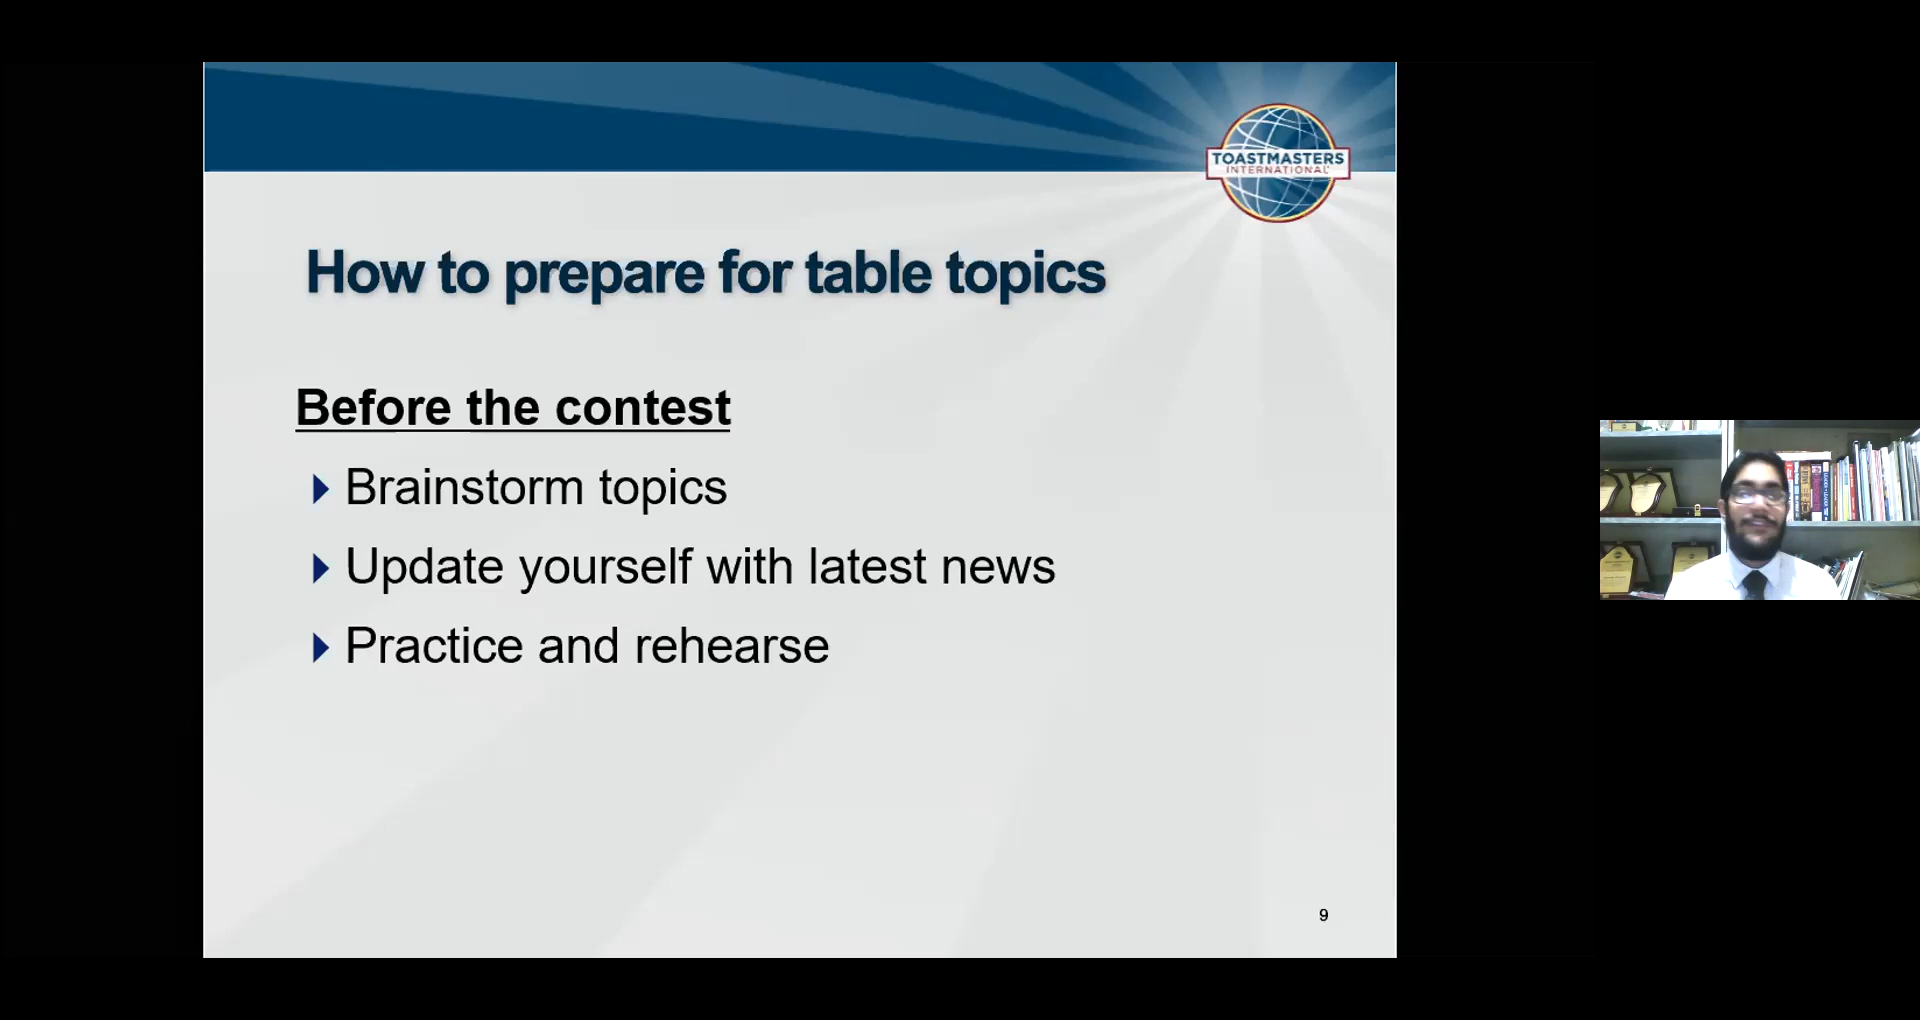 TOASTMASTERS
INTERNATIONAL
How to prepare for table topics
Before the contest
Brainstorm topics
Update yourself with latest news
Practice and rehearse
9